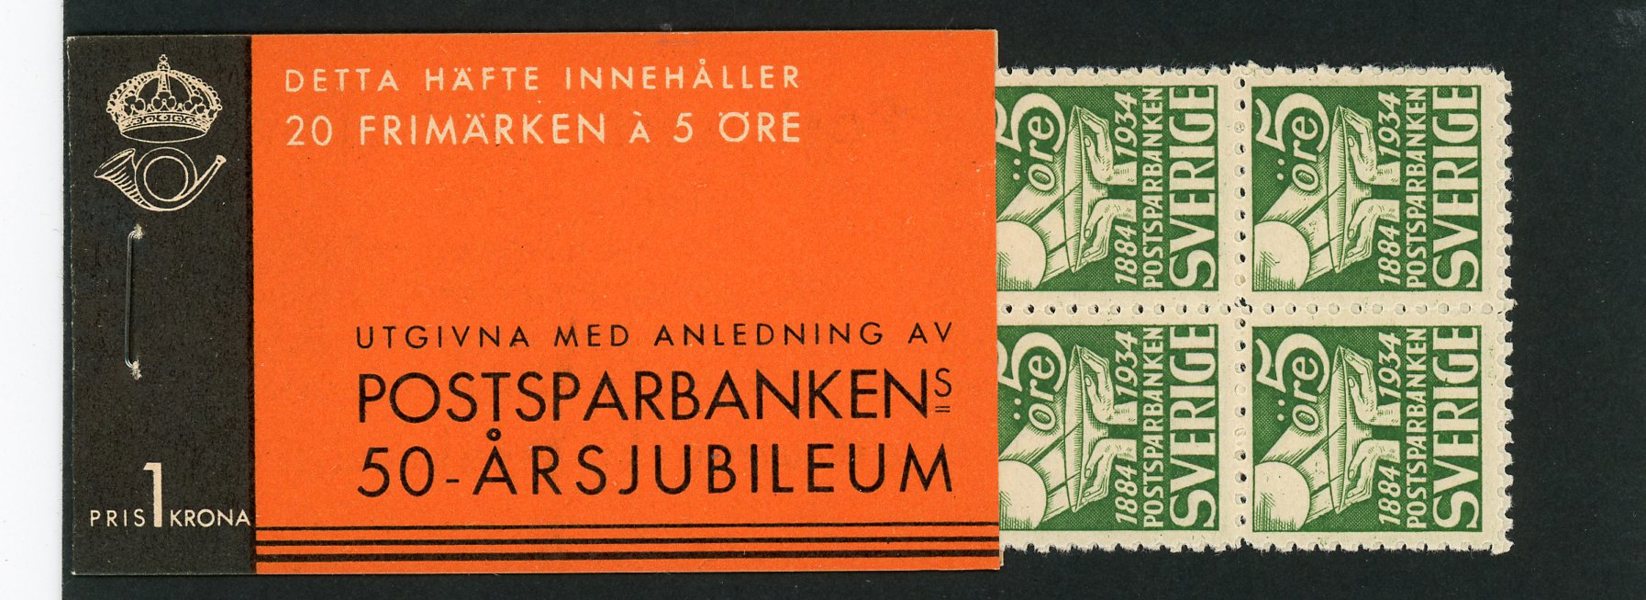 DETTA HÄFTE INNEHÅLLER
20 FRIMÄRKEN À 5 ÖRE
UTGIVNA MED ANLEDNING AV
POSTSPARBANKENS
50-ÅRSJUBILEUM
PRIS 1 KRONA
5 öre
1884 1934
POSTSPARBANKEN
SVERIGE
5 öre
1884 1934
POSTSPARBANKEN
SVERIGE
5 öre
1884 1934
POSTSPARBANKEN
SVERIGE
5 öre
1884 1934
POSTSPARBANKEN
SVERIGE